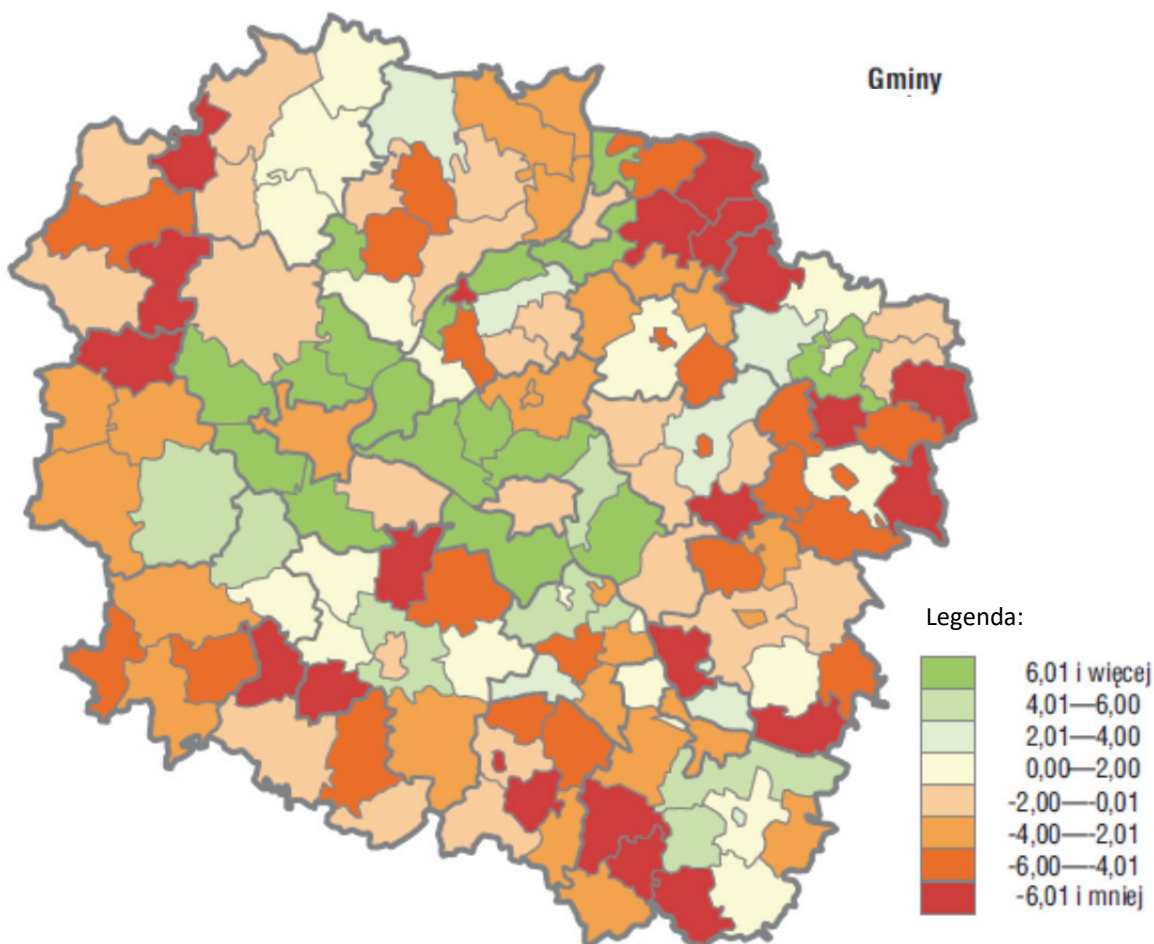 Gminy
Legenda:
6,01 i więcej
4,01—6,00
2,01—4,00
0,00—2,00
-2,00—-0,01
-4,00—-2,01
-6,00—-4,01
-6,01 i mniej